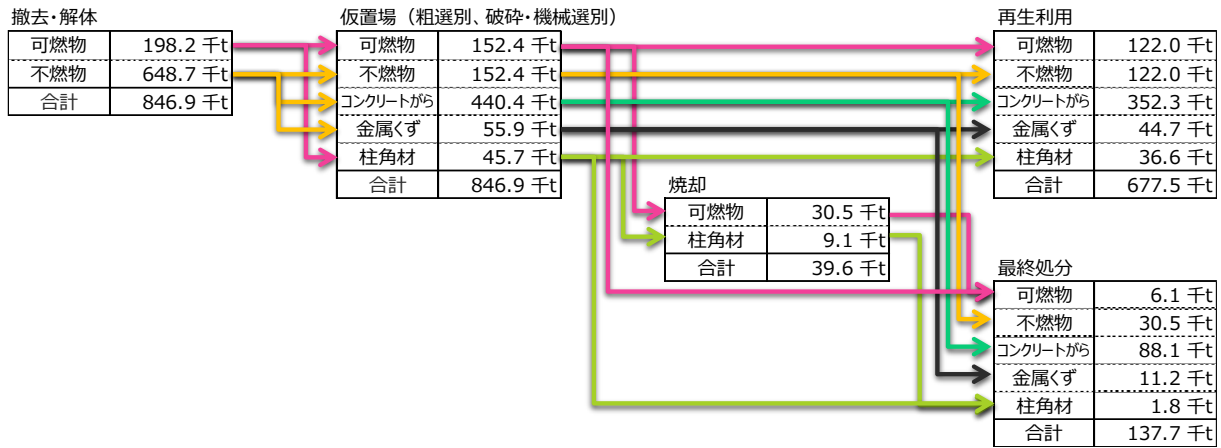 撤去・解体
可燃物 198.2 千t
不燃物 648.7 千t
合計 846.9 千t
仮置場（粗選別、破砕・機械選別）
可燃物 152.4 千t
不燃物 152.4 千t
コンクリートがら 440.4 千t
金属くず 55.9 千t
柱角材 45.7 千t
合計 846.9 千t
焼却
可燃物 30.5 千t
柱角材 9.1 千t
合計 39.6 千t
再生利用
可燃物 122.0 千t
不燃物 122.0 千t
コンクリートがら 352.3 千t
金属くず 44.7 千t
柱角材 36.6 千t
合計 677.5 千t
最終処分
可燃物 6.1 千t
不燃物 30.5 千t
コンクリートがら 88.1 千t
金属くず 11.2 千t
柱角材 1.8 千t
合計 137.7 千t